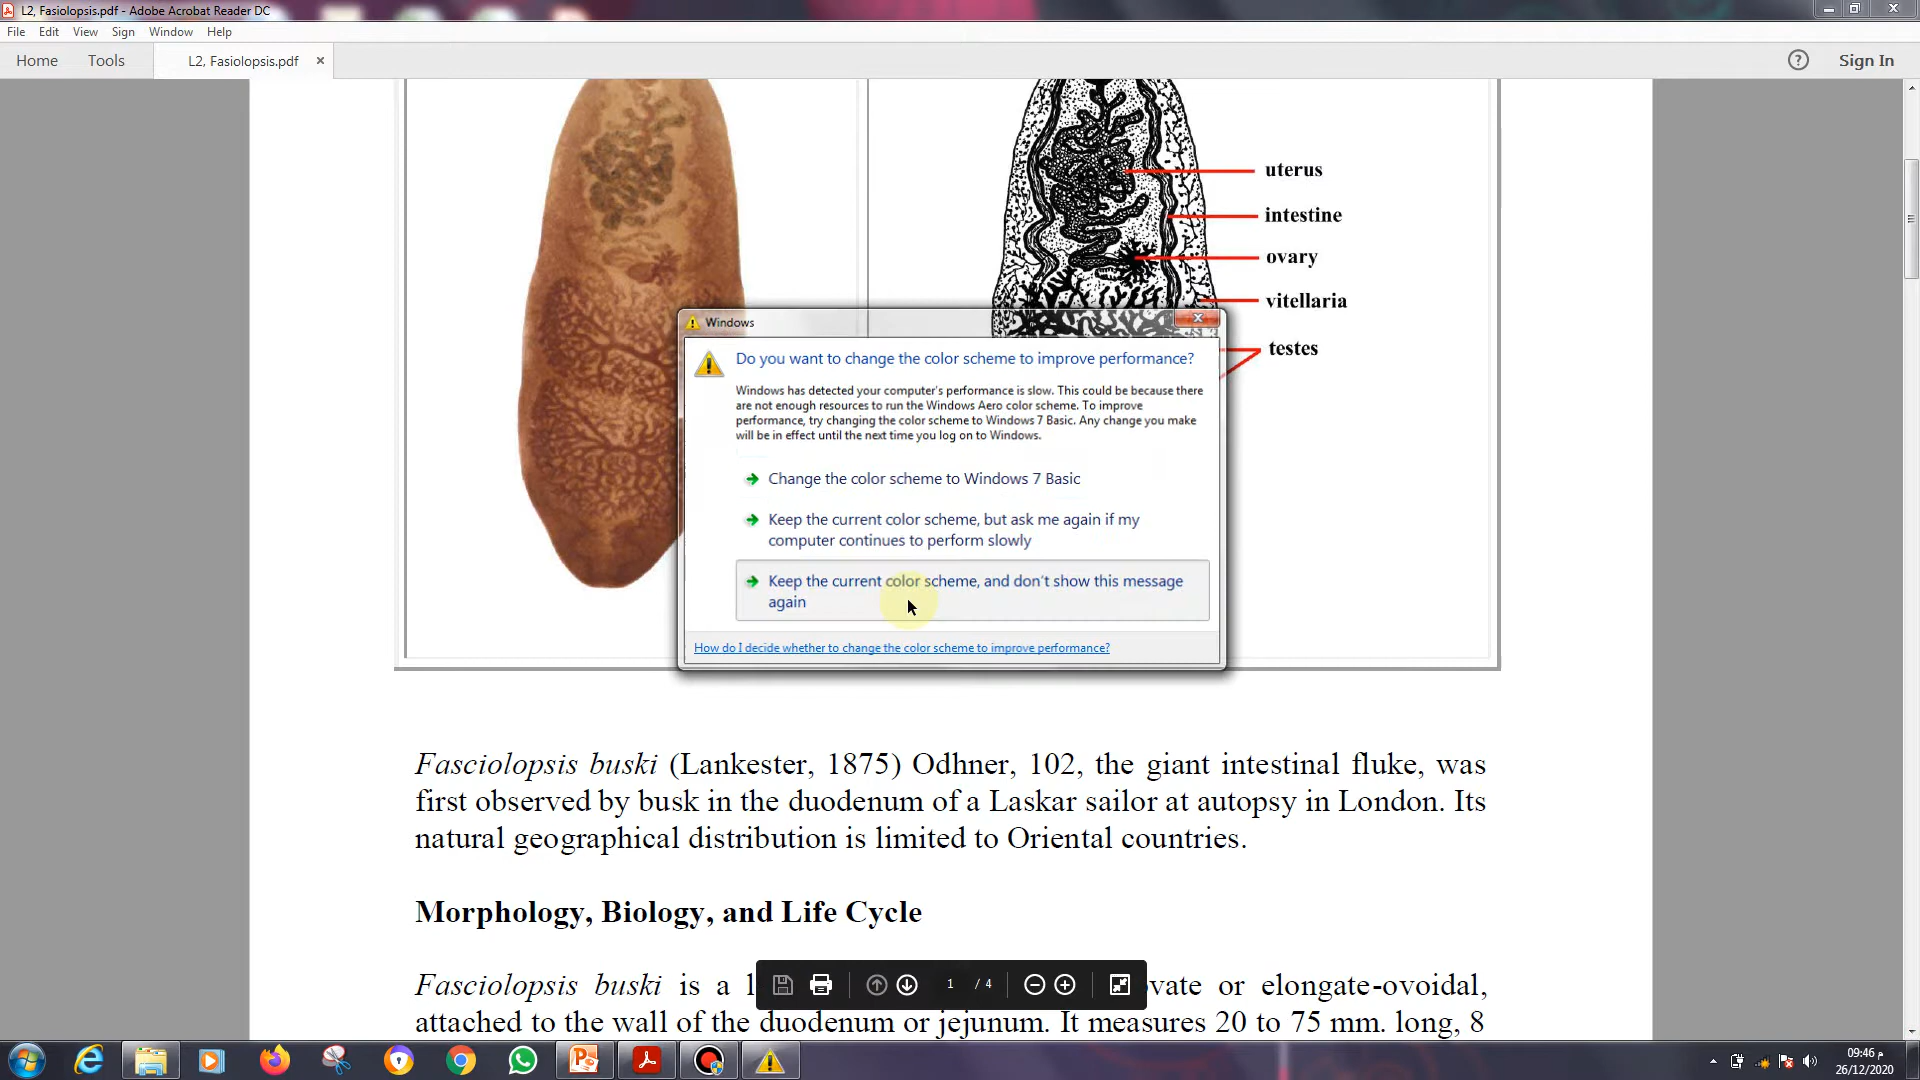 L2, Fasiolopsis.pdf - Adobe Acrobat Reader DC
File Edit View Sign Window Help
Home Tools L2, Fasiolopsis.pdf × ? Sign In
uterus
intestine
ovary
vitellaria
testes
Windows
Do you want to change the color scheme to improve performance?
Windows has detected your computer's performance is slow. This could be because there
are not enough resources to run the Windows Aero color scheme. To improve
performance, try changing the color scheme to Windows 7 Basic. Any change you make
will be in effect until the next time you log on to Windows.
Change the color scheme to Windows 7 Basic
Keep the current color scheme, but ask me again if my
computer continues to perform slowly
Keep the current color scheme, and don't show this message
again
How do I decide whether to change the color scheme to improve performance?
Fasciolopsis buski (Lankester, 1875) Odhner, 102, the giant intestinal fluke, was
first observed by busk in the duodenum of a Laskar sailor at autopsy in London. Its
natural geographical distribution is limited to Oriental countries.
Morphology, Biology, and Life Cycle
Fasciolopsis buski is a l vate or elongate-ovoidal,
1 / 4
attached to the wall of the duodenum or jejunum. It measures 20 to 75 mm. long, 8
09:46 م
26/12/2020